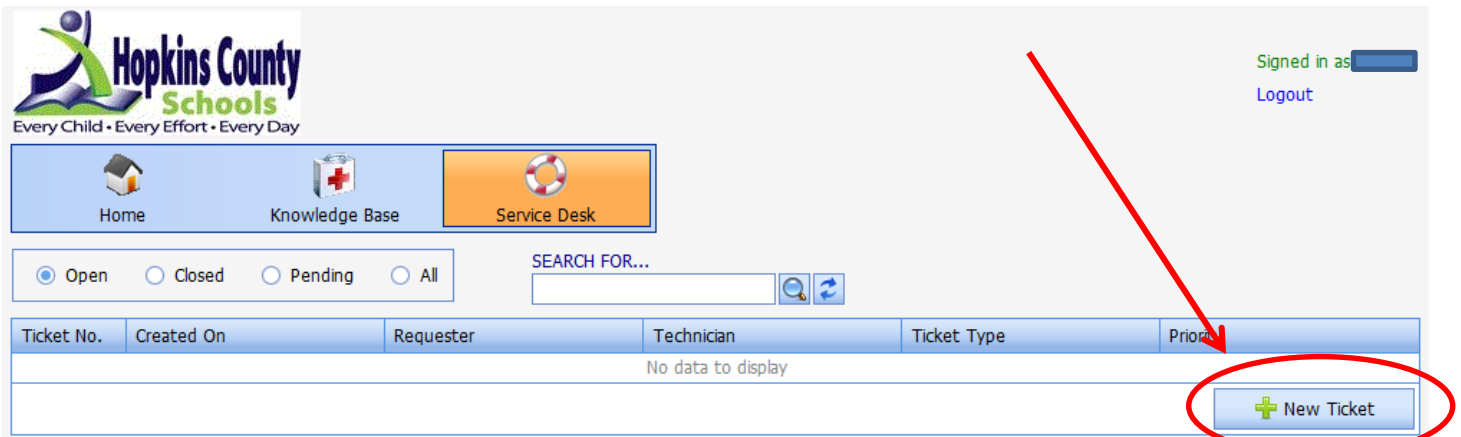 Hopkins County
Schools
Every Child • Every Effort • Every Day
Signed in as
Logout
Home
Knowledge Base
Service Desk
Open
Closed
Pending
All
SEARCH FOR...
Ticket No.
Created On
Requester
Technician
Ticket Type
Priori
No data to display
New Ticket